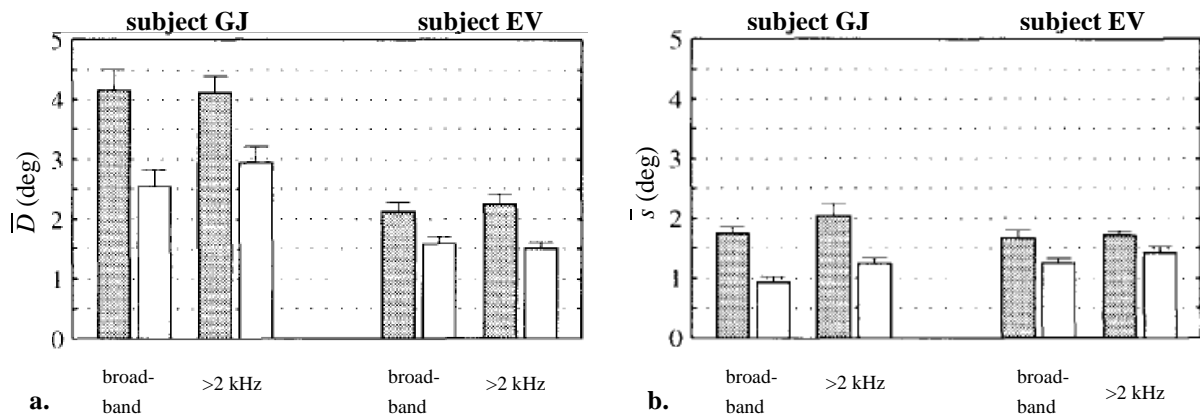 subject GJ subject EV
5
4
3
2
1
0
D (deg)
broad-
band
>2 kHz
broad-
band
>2 kHz
a.
subject GJ subject EV
5
4
3
2
1
0
s (deg)
broad-
band
>2 kHz
broad-
band
>2 kHz
b.